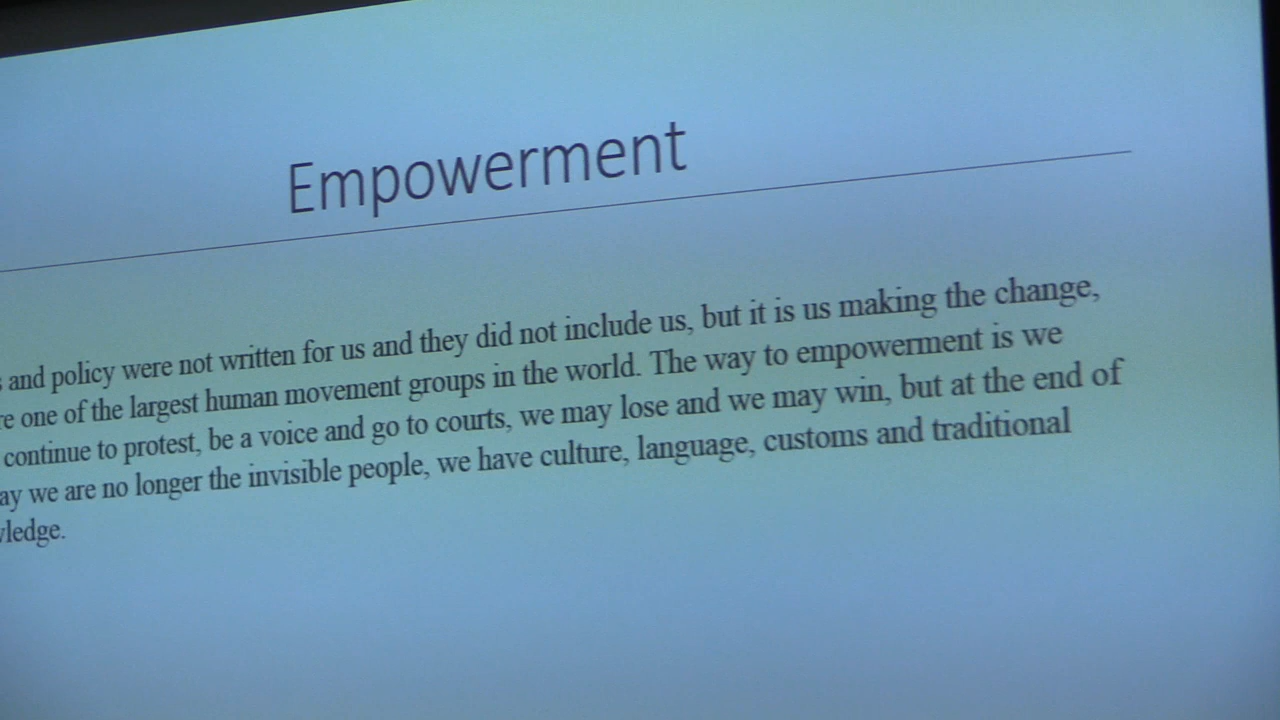 Empowerment
and policy were not written for us and they did not include us, but it is us making the change,
one of the largest human movement groups in the world. The way to empowerment is we
continue to protest, be a voice and go to courts, we may lose and we may win, but at the end of
we are no longer the invisible people, we have culture, language, customs and traditional